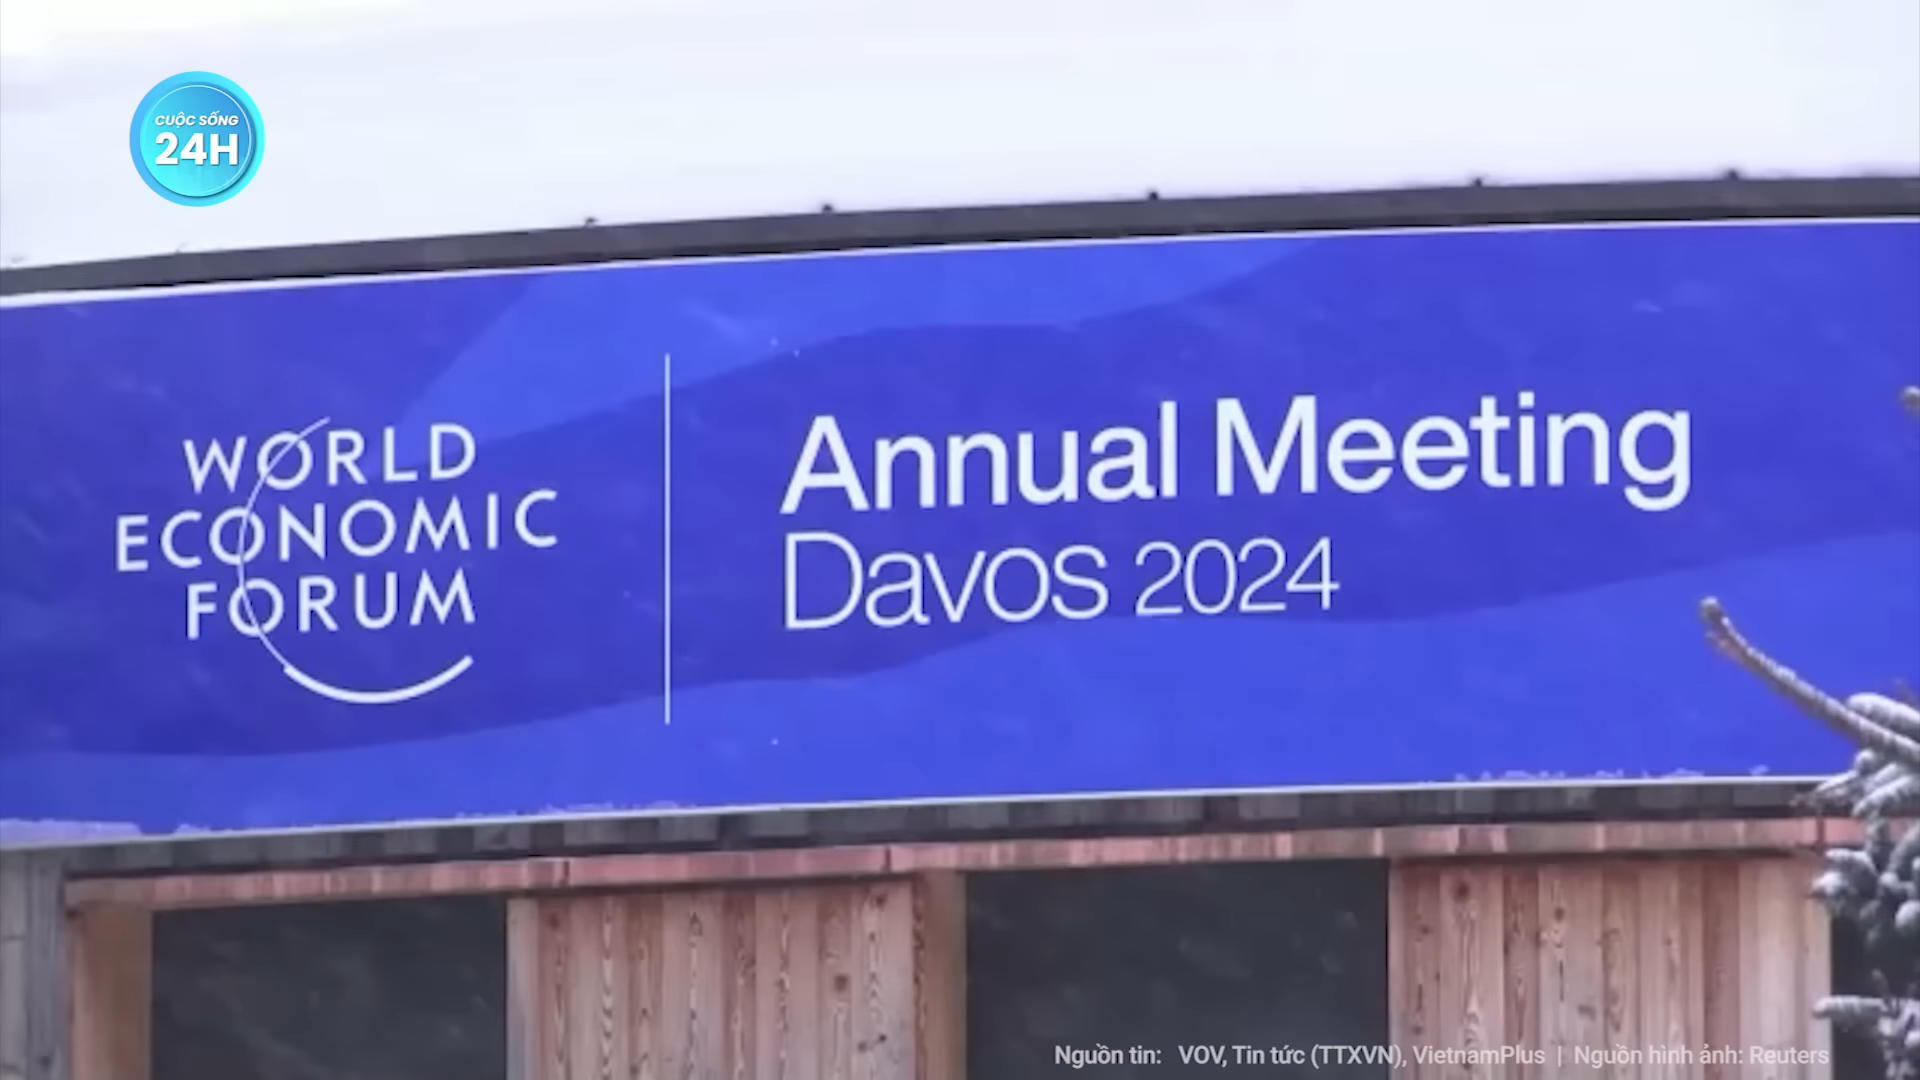 CUỘC SỐNG
24H
WORLD
ECONOMIC
FORUM
Annual Meeting
Davos 2024
Nguồn tin: VOV, Tin tức (TTXVN), VietnamPlus | Nguồn hình ảnh: Reuters